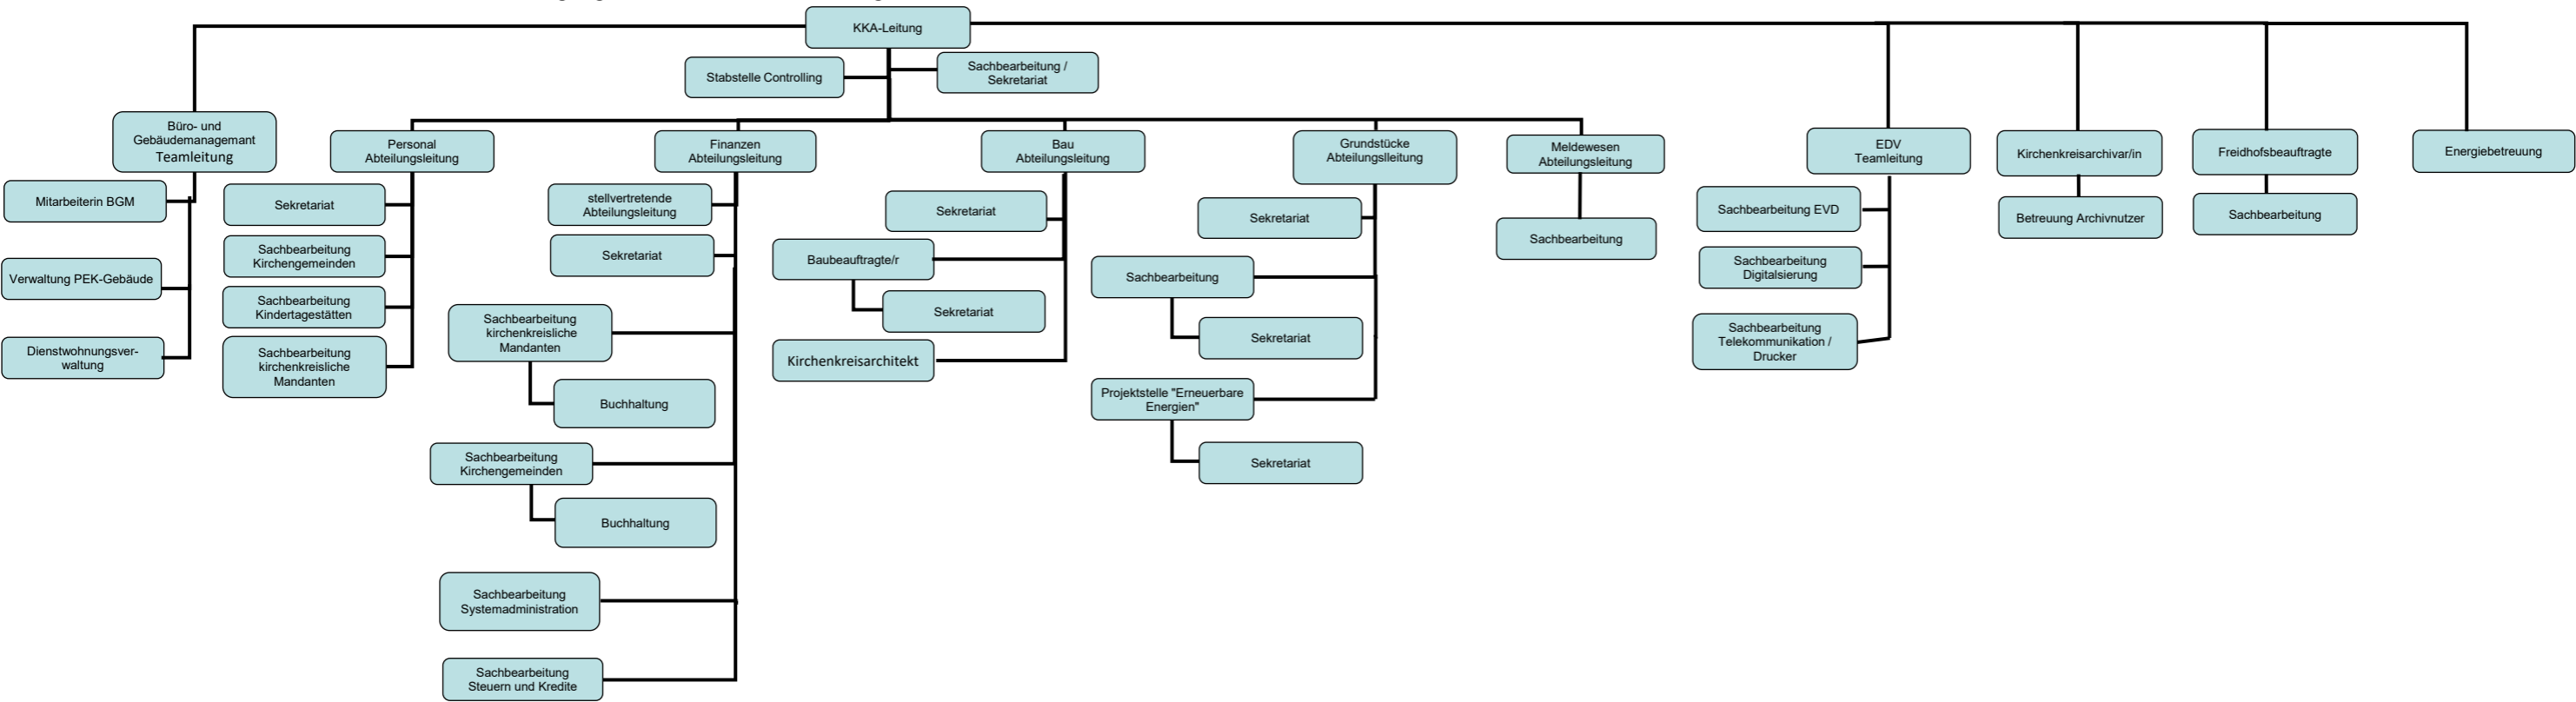 KKA-Leitung
Stabstelle Controlling
Sachbearbeitung /
Sekretariat
Büro- und
Gebäudemanagemant
Teamleitung
Mitarbeiterin BGM
Verwaltung PEK-Gebäude
Dienstwohnungsver-
waltung
Personal
Abteilungsleitung
Sekretariat
Sachbearbeitung
Kirchengemeinden
Sachbearbeitung
Kindertagestätten
Sachbearbeitung
kirchenkreisliche
Mandanten
Finanzen
Abteilungsleitung
stellvertretende
Abteilungsleitung
Sekretariat
Sachbearbeitung
kirchenkreisliche
Mandanten
Buchhaltung
Sachbearbeitung
Kirchengemeinden
Buchhaltung
Sachbearbeitung
Systemadministration
Sachbearbeitung
Steuern und Kredite
Bau
Abteilungsleitung
Sekretariat
Baubeauftragte/r
Sekretariat
Kirchenkreisarchitekt
Grundstücke
Abteilungslleitung
Sekretariat
Sachbearbeitung
Sekretariat
Projektstelle "Erneuerbare
Energien"
Sekretariat
Meldewesen
Abteilungsleitung
Sachbearbeitung
EDV
Teamleitung
Sachbearbeitung EVD
Sachbearbeitung
Digitalsierung
Sachbearbeitung
Telekommunikation /
Drucker
Kirchenkreisarchivar/in
Betreuung Archivnutzer
Freidhofsbeauftragte
Sachbearbeitung
Energiebetreuung